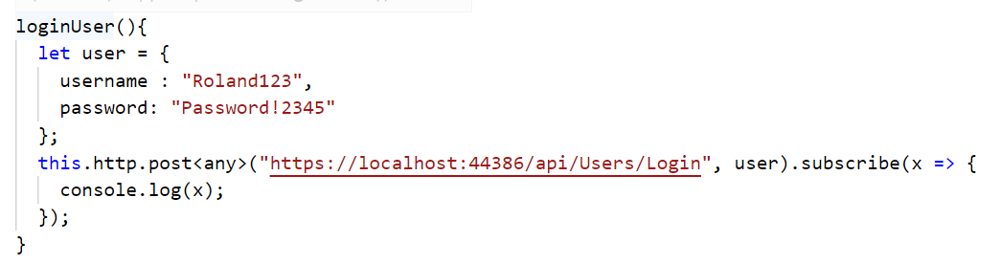 loginUser(){
let user = {
username : "Roland123",
password: "Password!2345"
};
this.http.post<any>("https://localhost:44386/api/Users/Login", user).subscribe(x => {
console.log(x);
});
}